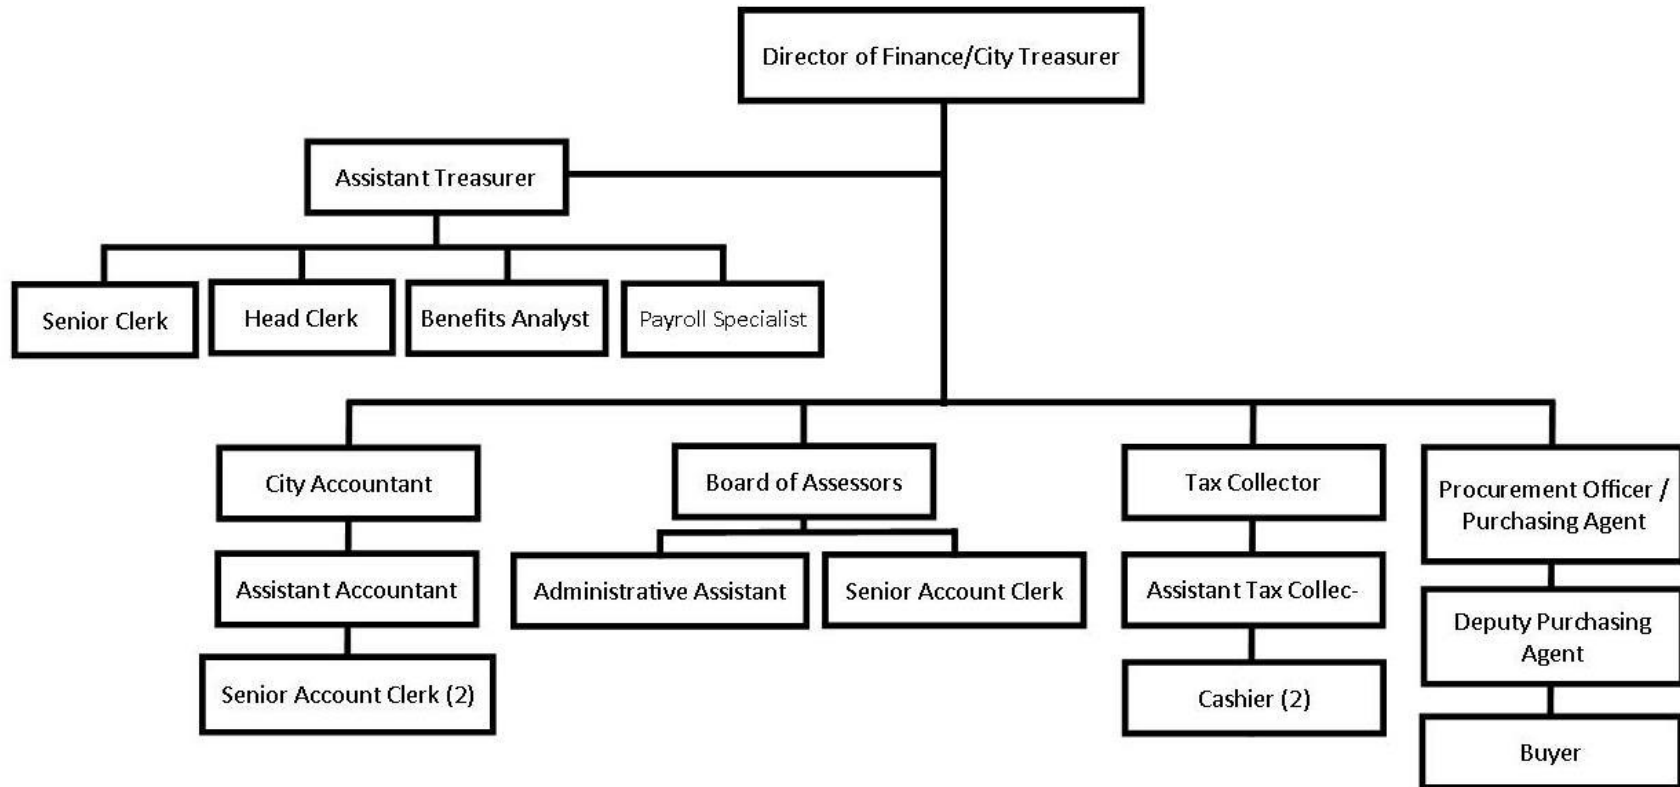 Director of Finance/City Treasurer
Assistant Treasurer
Senior Clerk
Head Clerk
Benefits Analyst
Payroll Specialist
City Accountant
Board of Assessors
Tax Collector
Procurement Officer /
Purchasing Agent
Assistant Accountant
Administrative Assistant
Senior Account Clerk
Assistant Tax Collec-
Deputy Purchasing
Agent
Senior Account Clerk (2)
Cashier (2)
Buyer